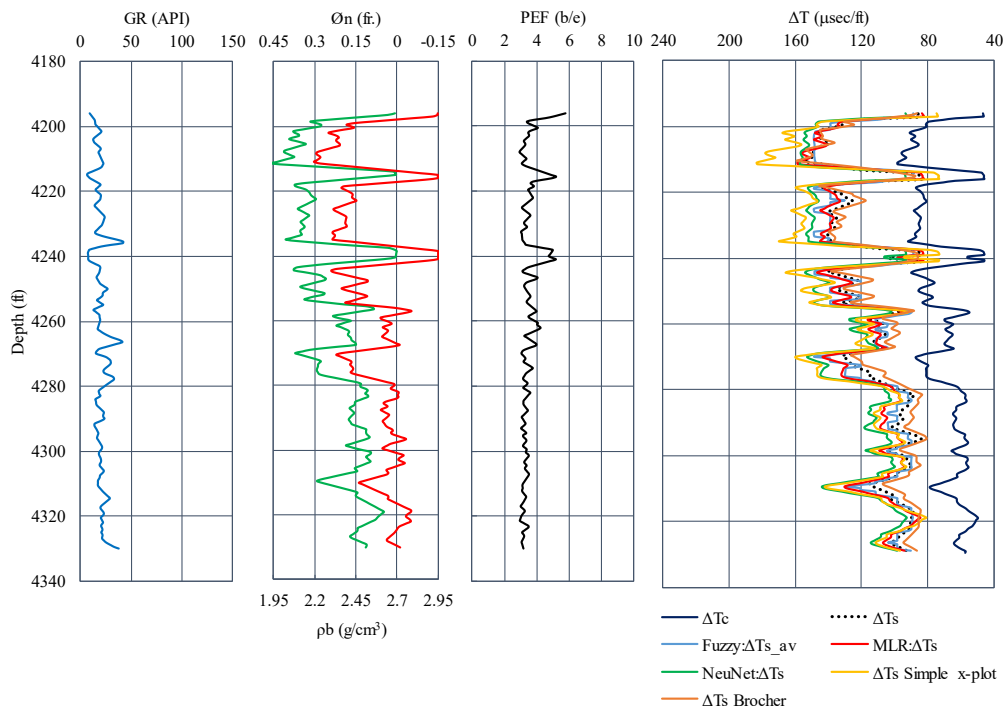 GR (API)
0 50 100 150
Øn (fr.)
0.45 0.3 0.15 0 -0.15
PEF (b/e)
0 2 4 6 8 10
ΔT (µsec/ft)
240 200 160 120 80 40
Depth (ft)
4180
4200
4220
4240
4260
4280
4300
4320
4340
1.95 2.2 2.45 2.7 2.95
ρb (g/cm³)
ΔTc
ΔTs
Fuzzy:ΔTs_av
MLR:ΔTs
NeuNet:ΔTs
ΔTs Simple x-plot
ΔTs Brocher